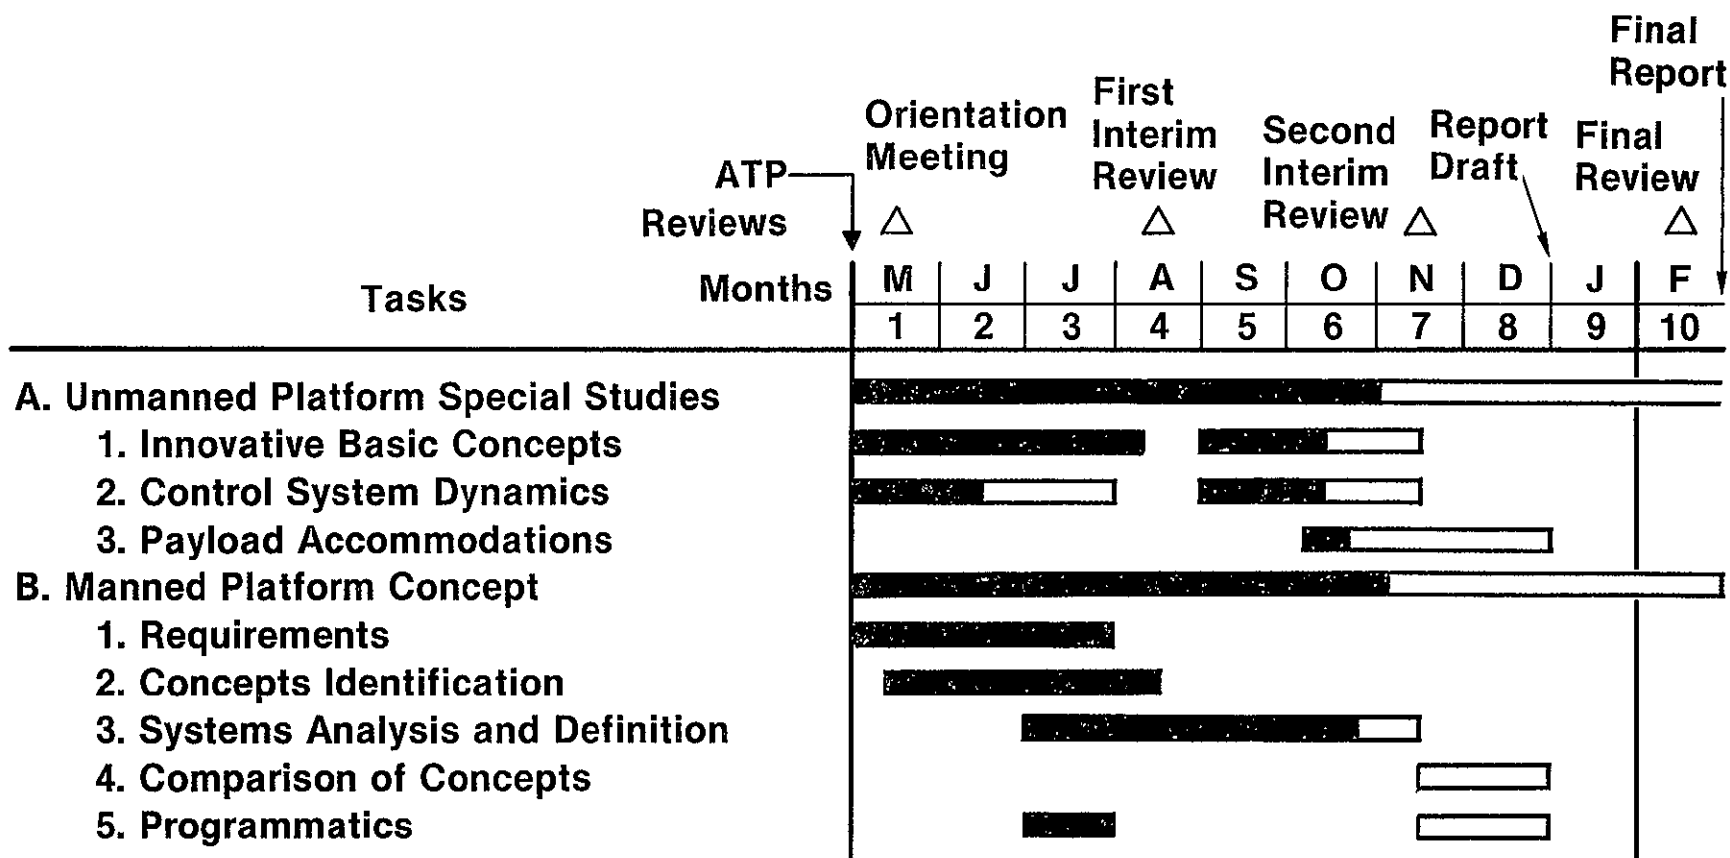 Final
Report
First
Interim
Review
Orientation
Meeting
Second
Interim
Review
Report
Draft
Final
Review
ATP
Reviews
Tasks
Months
M J J A S O N D J F
1 2 3 4 5 6 7 8 9 10
A. Unmanned Platform Special Studies
1. Innovative Basic Concepts
2. Control System Dynamics
3. Payload Accommodations
B. Manned Platform Concept
1. Requirements
2. Concepts Identification
3. Systems Analysis and Definition
4. Comparison of Concepts
5. Programmatics